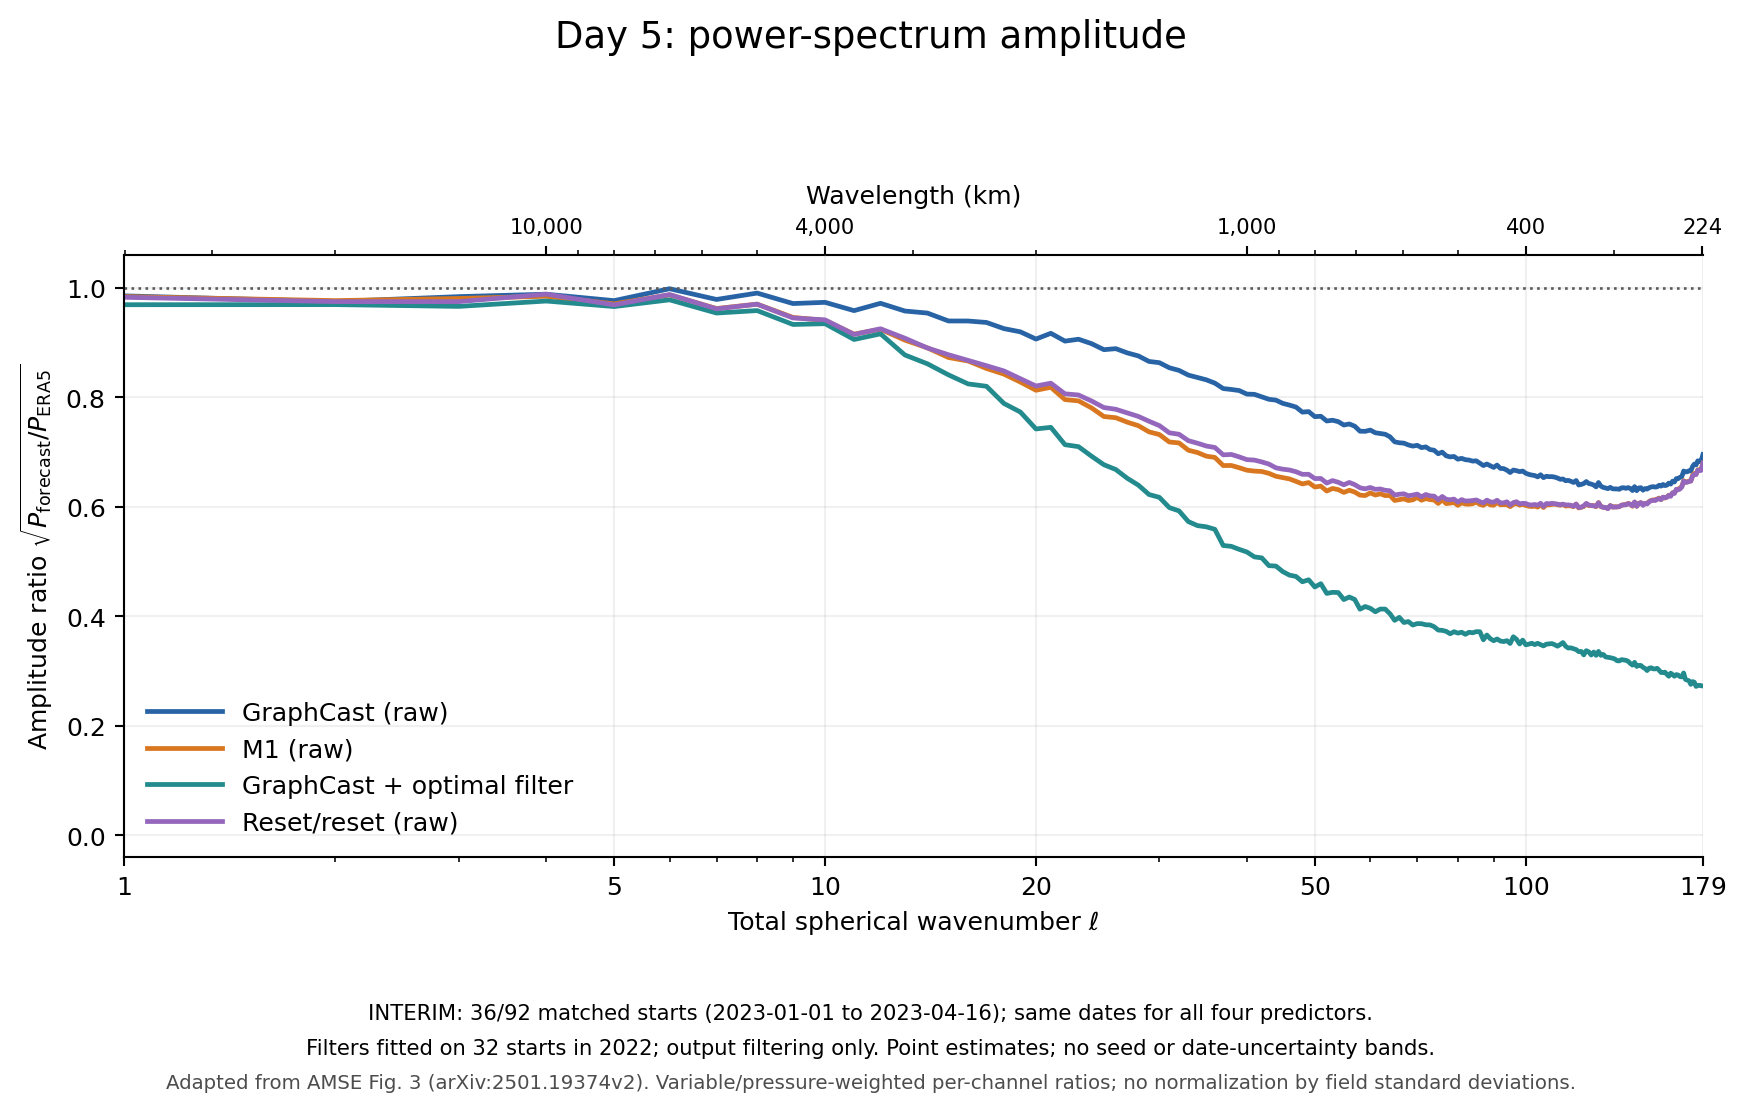 Day 5: power-spectrum amplitude
Wavelength (km)
10,000 4,000 1,000 400 224
Amplitude ratio √P_forecast/P_ERA5
1.0
0.8
0.6
0.4
0.2
0.0
GraphCast (raw)
M1 (raw)
GraphCast + optimal filter
Reset/reset (raw)
1 5 10 20 50 100 179
Total spherical wavenumber ℓ
INTERIM: 36/92 matched starts (2023-01-01 to 2023-04-16); same dates for all four predictors.
Filters fitted on 32 starts in 2022; output filtering only. Point estimates; no seed or date-uncertainty bands.
Adapted from AMSE Fig. 3 (arXiv:2501.19374v2). Variable/pressure-weighted per-channel ratios; no normalization by field standard deviations.